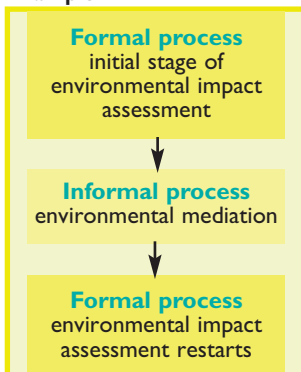 Formal process
initial stage of
environmental impact
assessment
Informal process
environmental mediation
Formal process
environmental impact
assessment restarts